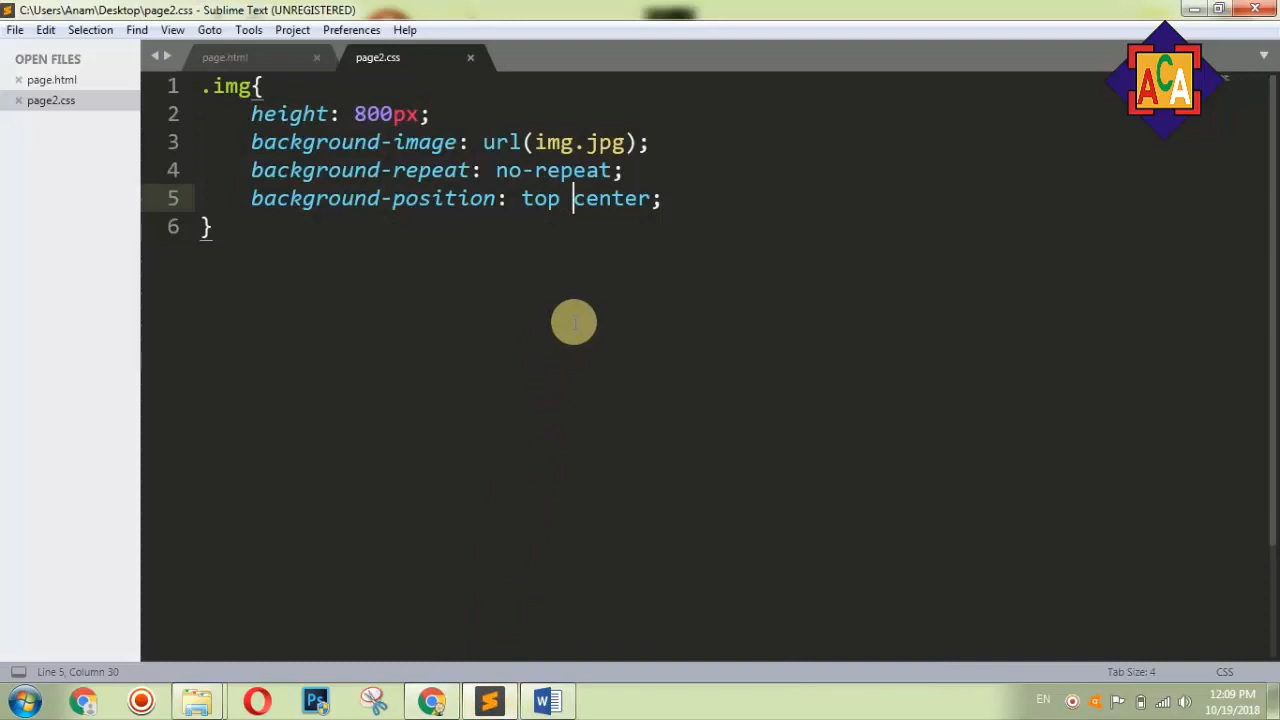 C:\Users\Anam\Desktop\page2.css - Sublime Text (UNREGISTERED)
File Edit Selection Find View Goto Tools Project Preferences Help
OPEN FILES
page.html
page2.css
page.html
page2.css
ACA
1 .img{
2 height: 800px;
3 background-image: url(img.jpg);
4 background-repeat: no-repeat;
5 background-position: top center;
6 }
Line 5, Column 30
Tab Size: 4
CSS
Ps
W
EN
12:09 PM
10/19/2018